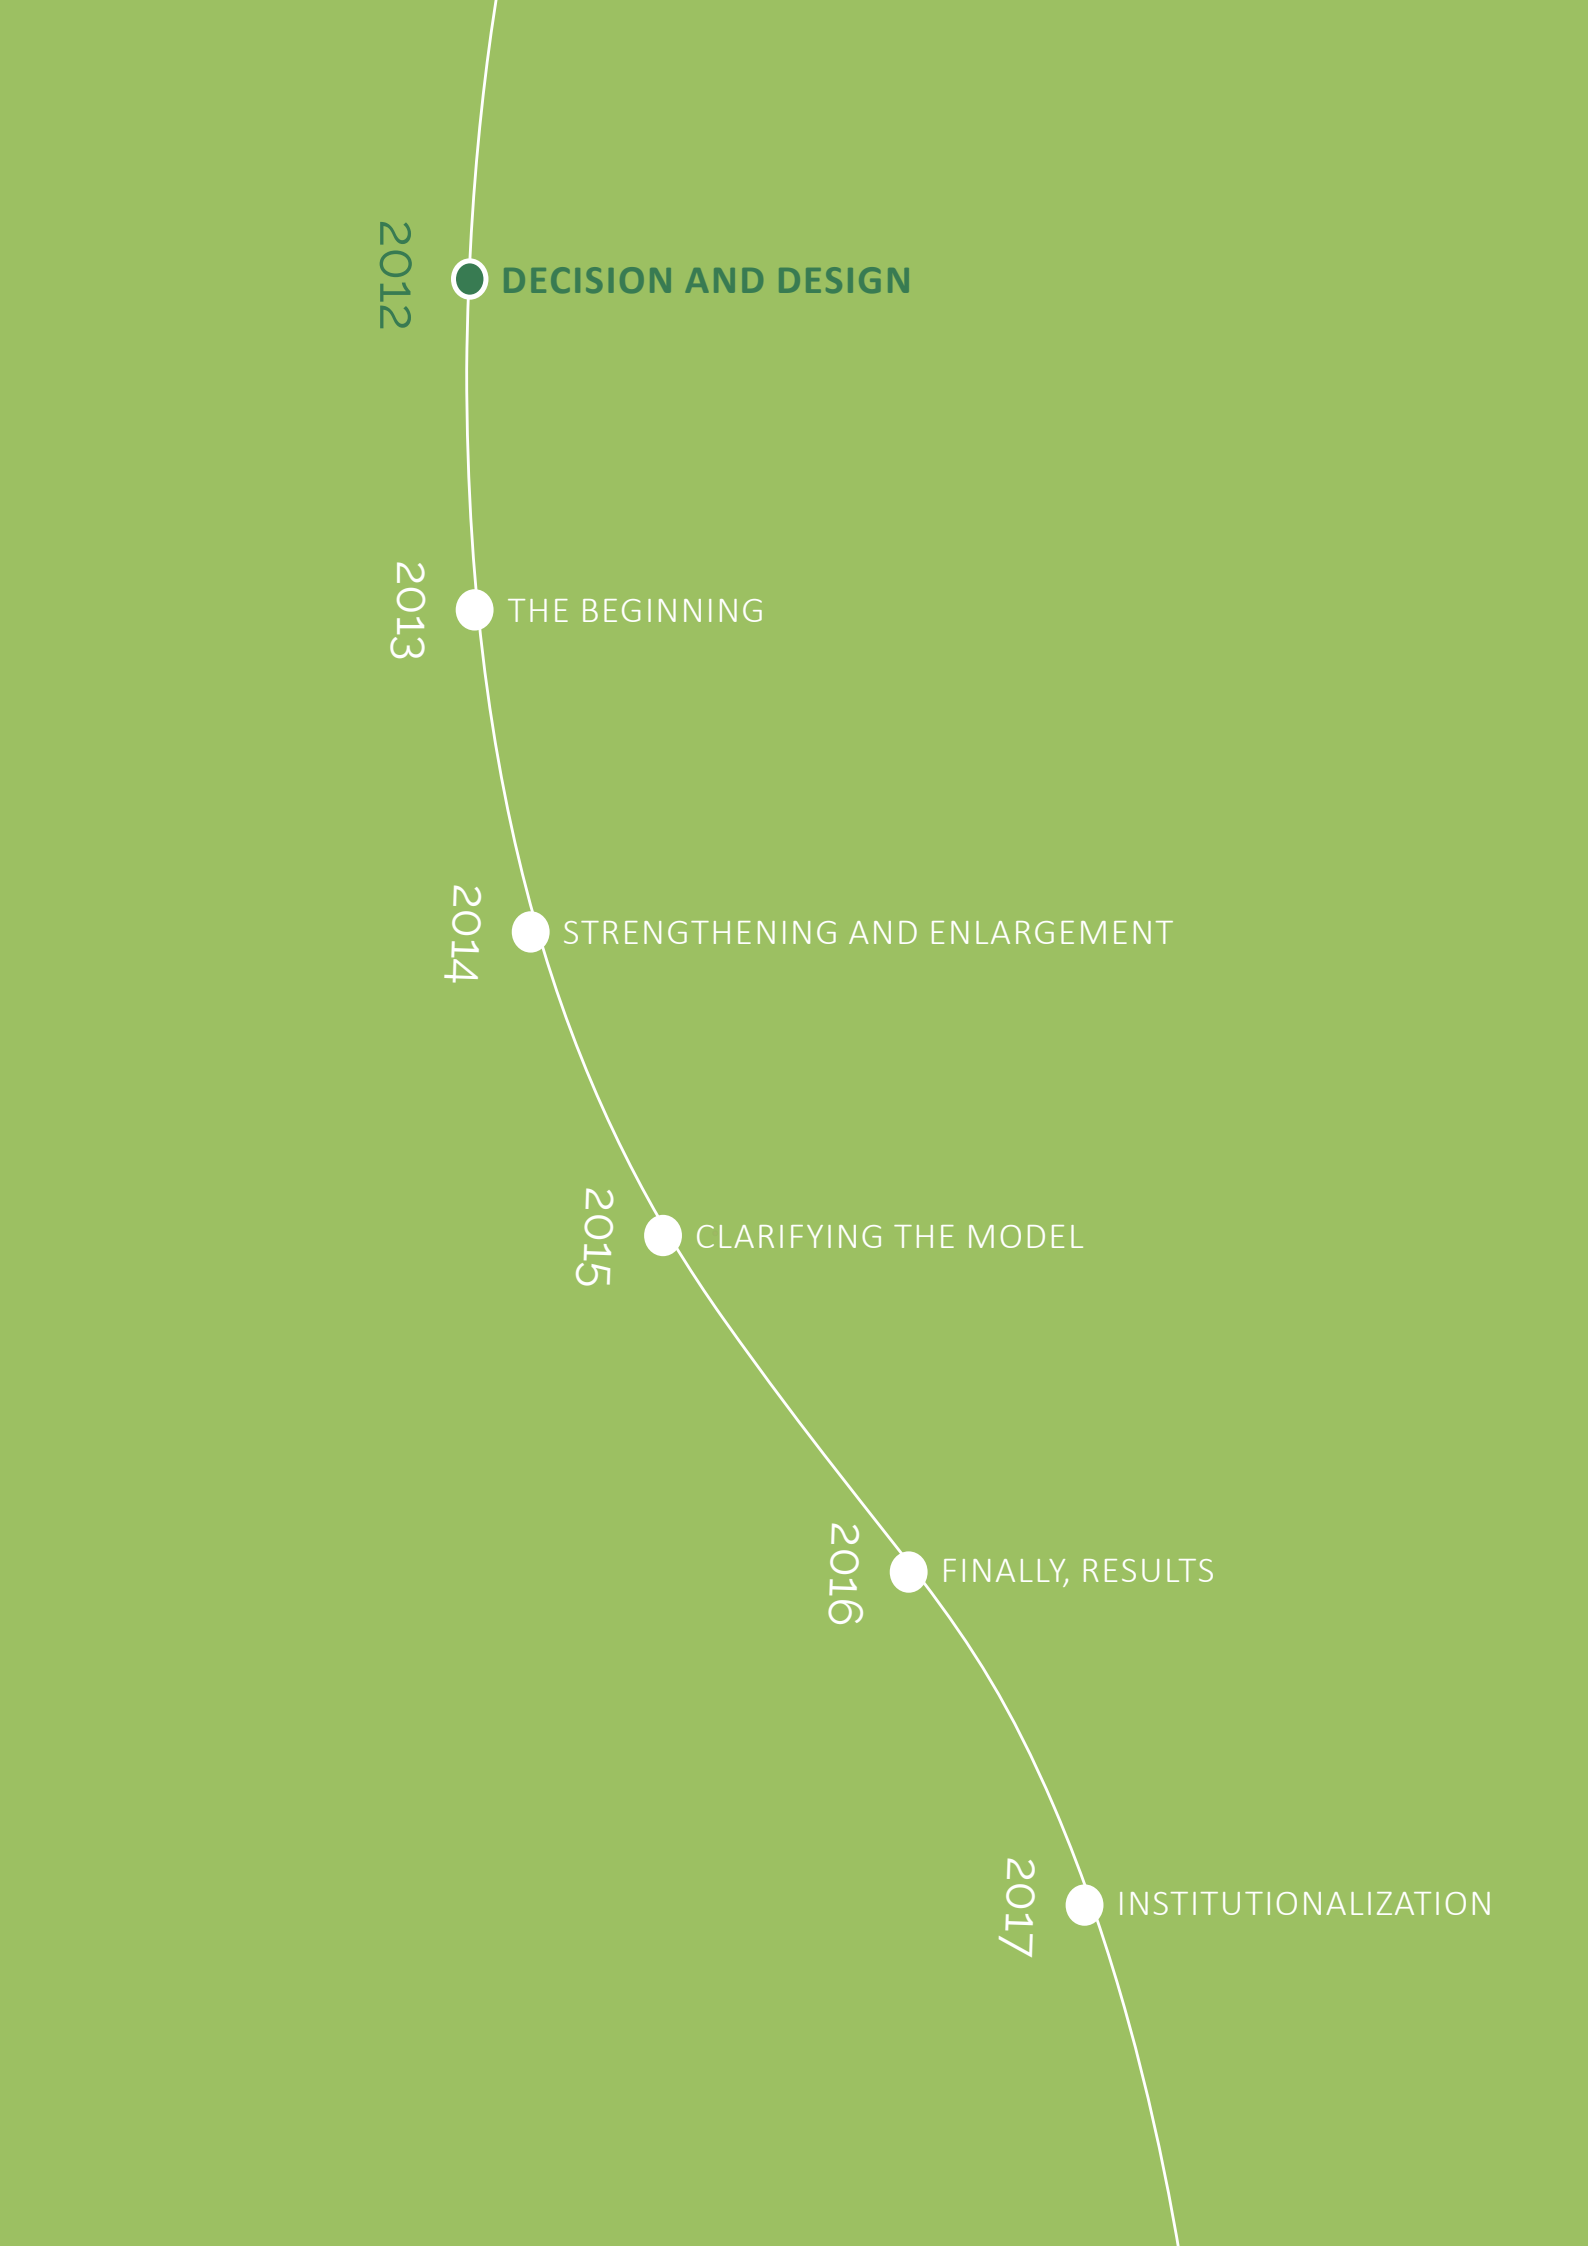 2012
DECISION AND DESIGN
2013
THE BEGINNING
2014
STRENGTHENING AND ENLARGEMENT
2015
CLARIFYING THE MODEL
2016
FINALLY, RESULTS
2017
INSTITUTIONALIZATION